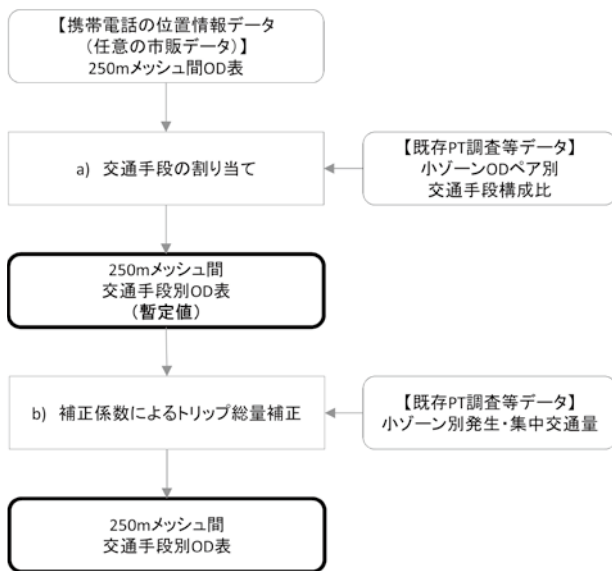 【携帯電話の位置情報データ
(任意の市販データ)】
250mメッシュ間OD表
a) 交通手段の割り当て
【既存PT調査等データ】
小ゾーンODペア別
交通手段構成比
250mメッシュ間
交通手段別OD表
(暫定値)
b) 補正係数によるトリップ総量補正
【既存PT調査等データ】
小ゾーン別発生・集中交通量
250mメッシュ間
交通手段別OD表